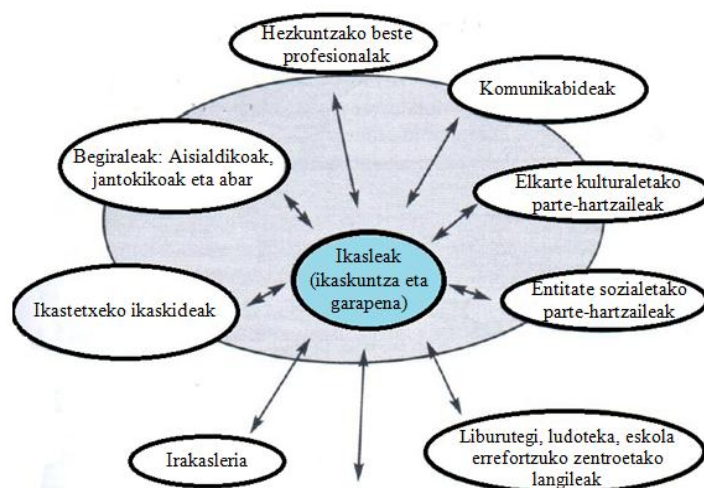 Hezkuntzako beste
profesionalak
Komunikabideak
Begiraleak: Aisialdikoak,
jantokikoak eta abar
Elkarte kulturaletako
parte-hartzaileak
Ikasleak
(ikaskuntza eta
garapena)
Ikastetxeko ikaskideak
Entitate sozialetako
parte-hartzaileak
Irakasleria
Liburutegi, ludoteka, eskola
errefortzuko zentroetako
langileak